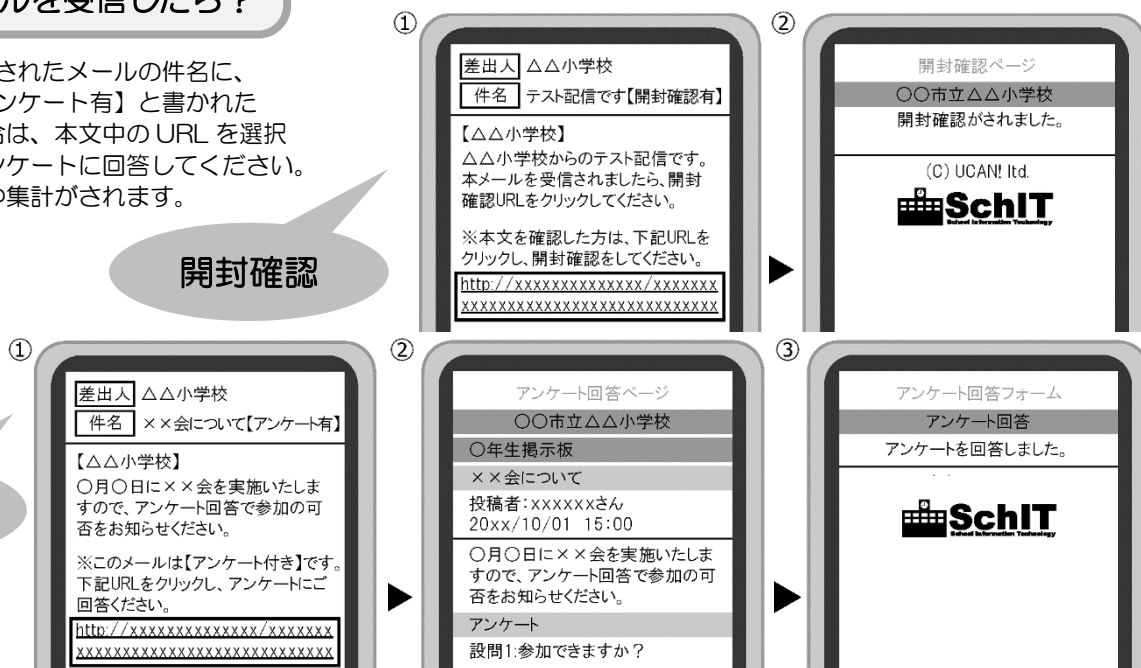 ルを受信したら？
されたメールの件名に、
ンケート有】と書かれた
合は、本文中の URL を選択
ンケートに回答してください。
や集計がされます。
開封確認
①
差出人 △△小学校
件名 テスト配信です【開封確認有】
【△△小学校】
△△小学校からのテスト配信です。
本メールを受信されましたら、開封
確認URLをクリックしてください。
※本文を確認した方は、下記URLを
クリックし、開封確認をしてください。
http://xxxxxxxxxxxxxx/xxxxxxx
xxxxxxxxxxxxxxxxxxxxxxxxxxxx
▶
②
開封確認ページ
〇〇市立△△小学校
開封確認がされました。
(C) UCAN! ltd.
SchIT
School Information Technology
①
差出人 △△小学校
件名 ××会について【アンケート有】
【△△小学校】
〇月〇日に××会を実施いたしま
すので、アンケート回答で参加の可
否をお知らせください。
※このメールは【アンケート付き】です。
下記URLをクリックし、アンケートにご
回答ください。
http://xxxxxxxxxxxxxx/xxxxxxx
xxxxxxxxxxxxxxxxxxxxxxxxxxxx
▶
②
アンケート回答ページ
〇〇市立△△小学校
〇年生掲示板
××会について
投稿者：xxxxxxさん
20xx/10/01 15:00
〇月〇日に××会を実施いたしま
すので、アンケート回答で参加の可
否をお知らせください。
アンケート
設問1:参加できますか？
▶
③
アンケート回答フォーム
アンケート回答
アンケートを回答しました。
SchIT
School Information Technology